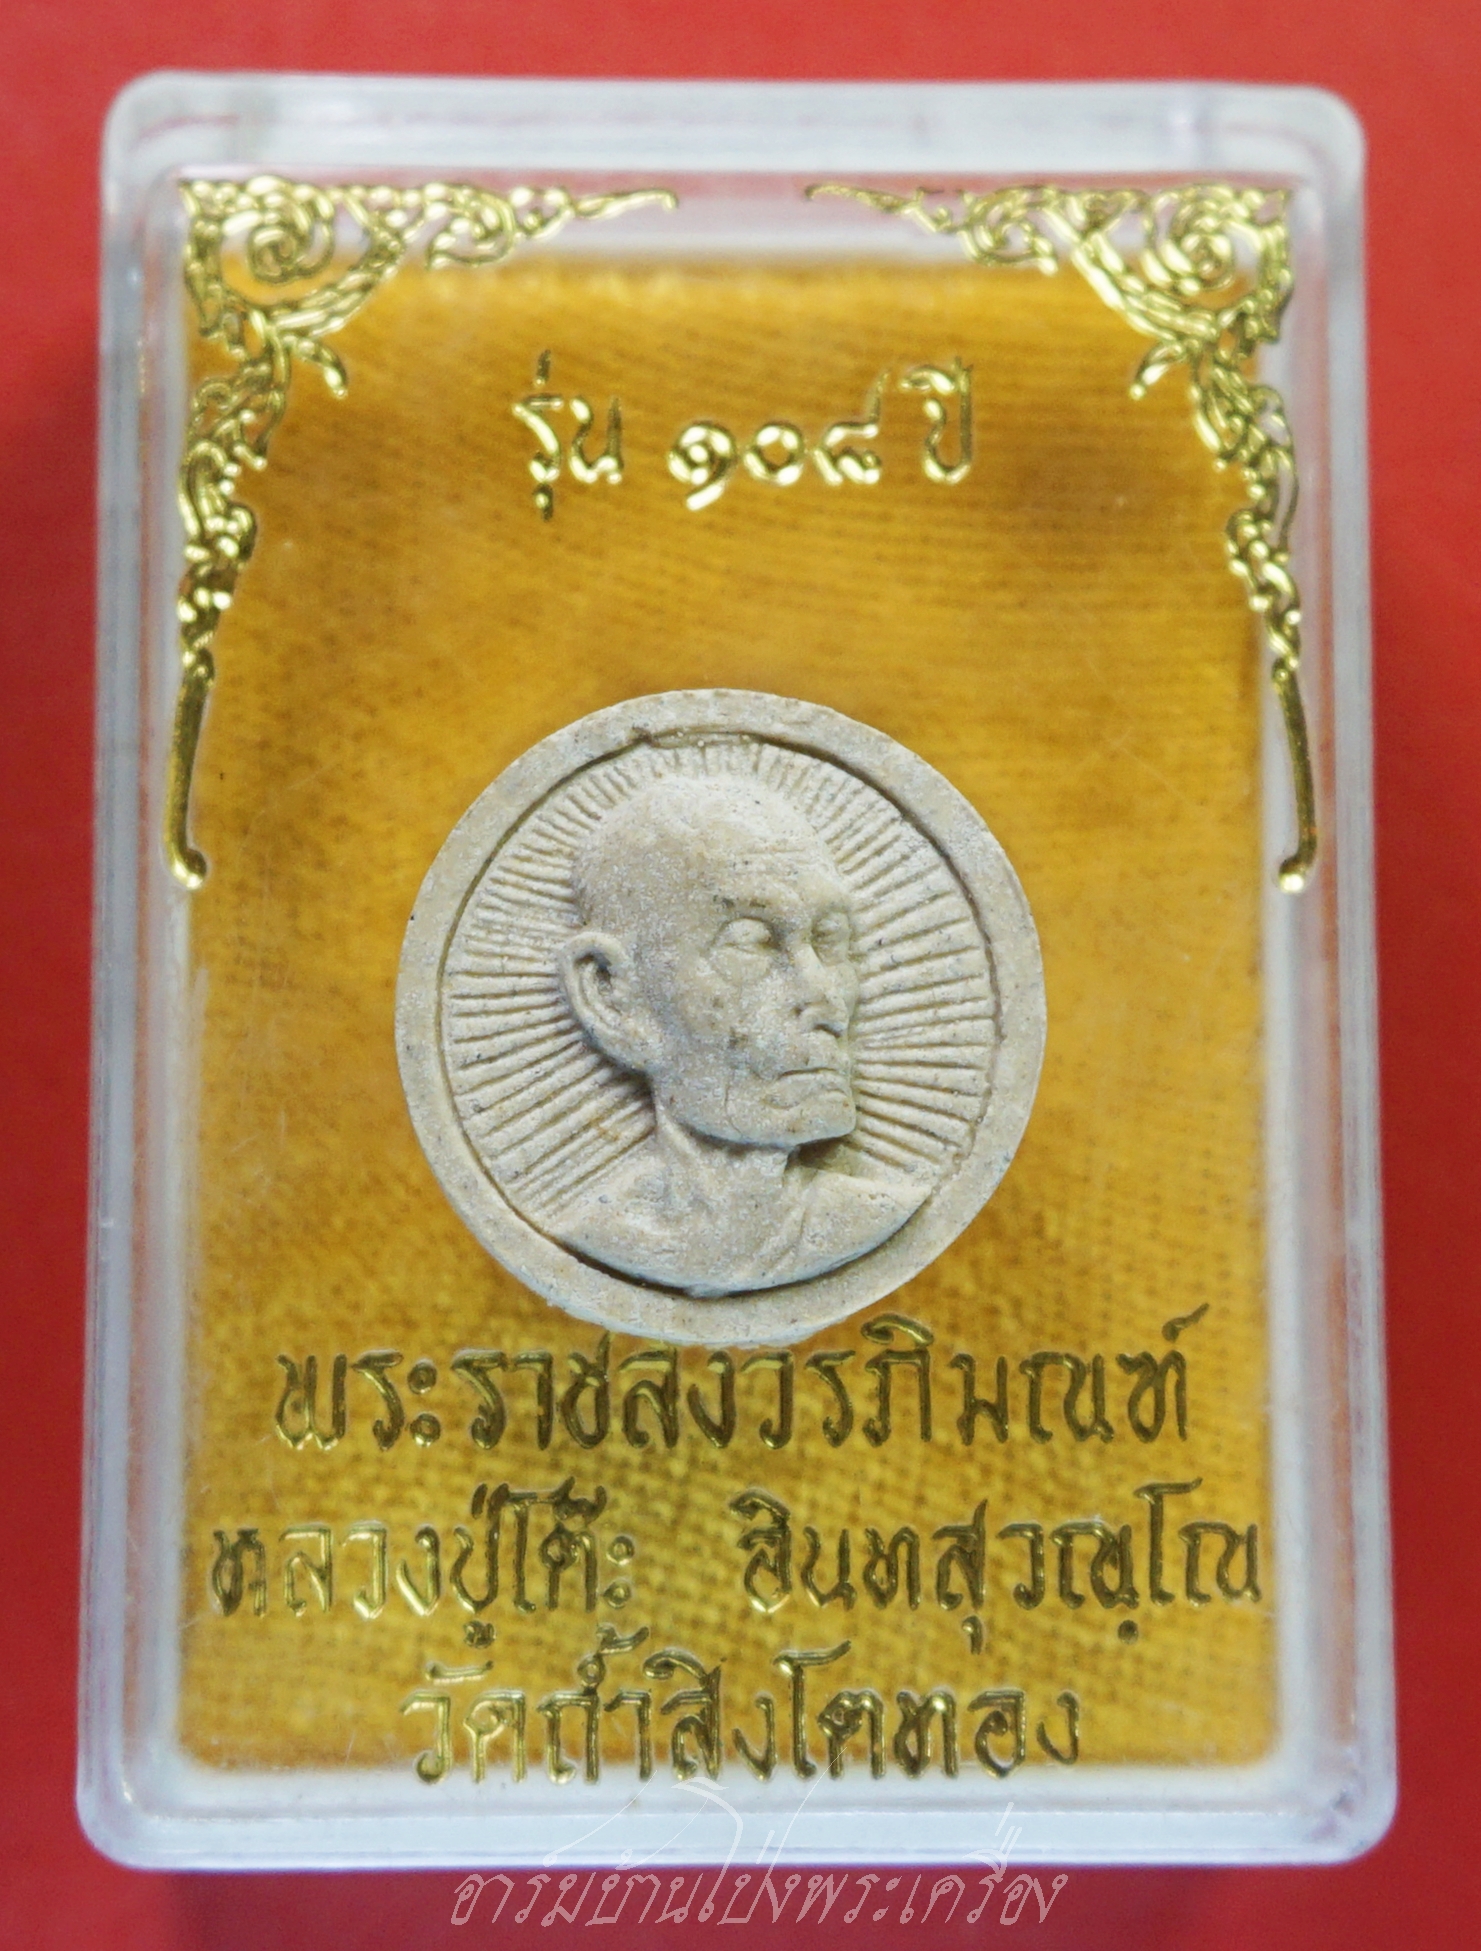 รุ่น ๑๐๘ ปี
พระราชสังวรภิมณฑ์
หลวงปู่โต๊ะ อินทสุวณฺโณ
วัดถ้ำสิงโตทอง
อาร์มบ้านโป่งพระเครื่อง